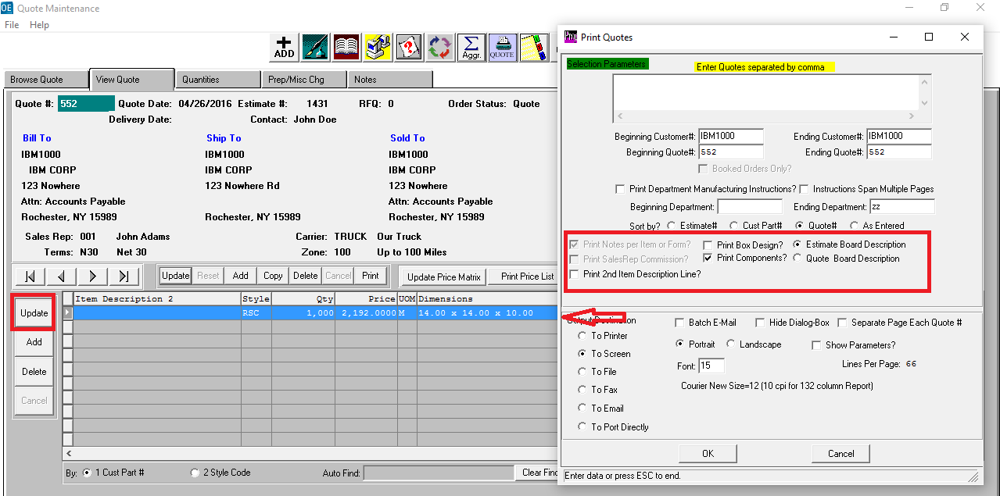 OE Quote Maintenance
File Help
ADD
Σ
Aggr.
QUOTE
Browse Quote View Quote Quantities Prep/Misc Chg Notes
Quote #: 552 Quote Date: 04/26/2016 Estimate #: 1431 RFQ: 0 Order Status: Quote
Delivery Date: Contact: John Doe
Bill To Ship To Sold To
IBM1000 IBM1000 IBM1000
IBM CORP IBM CORP IBM CORP
123 Nowhere 123 Nowhere Rd 123 Nowhere
Attn: Accounts Payable Attn: Accounts Payable
Rochester, NY 15989 Rochester, NY 15989 Rochester, NY 15989
Sales Rep: 001 John Adams Carrier: TRUCK Our Truck
Terms: N30 Net 30 Zone: 100 Up to 100 Miles
Update Reset Add Copy Delete Cancel Print Update Price Matrix Print Price List
Item Description 2 Style Qty Price UOM Dimensions
RSC 1,000 2,192.0000 M 14.00 x 14.00 x 10.00
Update
Add
Delete
Cancel
By: 1 Cust Part # 2 Style Code Auto Find: Clear Find
Print Quotes
Selection Parameters Enter Quotes separated by comma
Beginning Customer#: IBM1000 Ending Customer#: IBM1000
Beginning Quote#: 552 Ending Quote#: 552
Booked Orders Only?
Print Department Manufacturing Instructions? Instructions Span Multiple Pages
Beginning Department: Ending Department: zz
Sort by? Estimate# Cust Part# Quote# As Entered
Print Notes per Item or Form? Print Box Design? Estimate Board Description
Print SalesRep Commission? Print Components? Quote Board Description
Print 2nd Item Description Line?
Output Destination Batch E-Mail Hide Dialog-Box Separate Page Each Quote #
To Printer Portrait Landscape Show Parameters?
To Screen Font: 15 Lines Per Page: 66
To File
To Fax Courier New Size=12 (10 cpi for 132 column Report)
To Email
To Port Directly
OK Cancel
Enter data or press ESC to end.